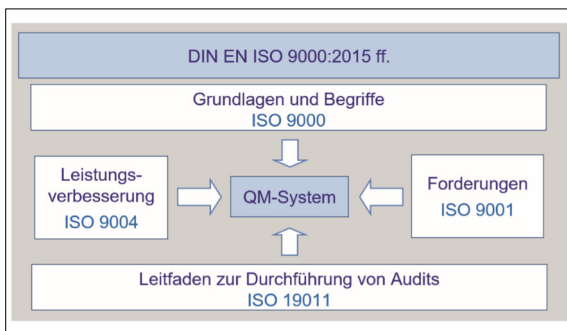 DIN EN ISO 9000:2015 ff.
Grundlagen und Begriffe
ISO 9000
Leistungs-
verbesserung
ISO 9004
QM-System
Forderungen
ISO 9001
Leitfaden zur Durchführung von Audits
ISO 19011